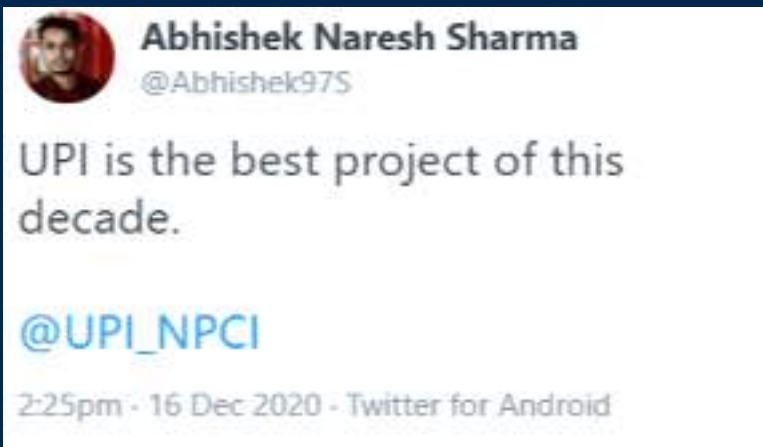 Abhishek Naresh Sharma
@Abhishek97S
UPI is the best project of this
decade.
@UPI_NPCI
2:25pm - 16 Dec 2020 - Twitter for Android